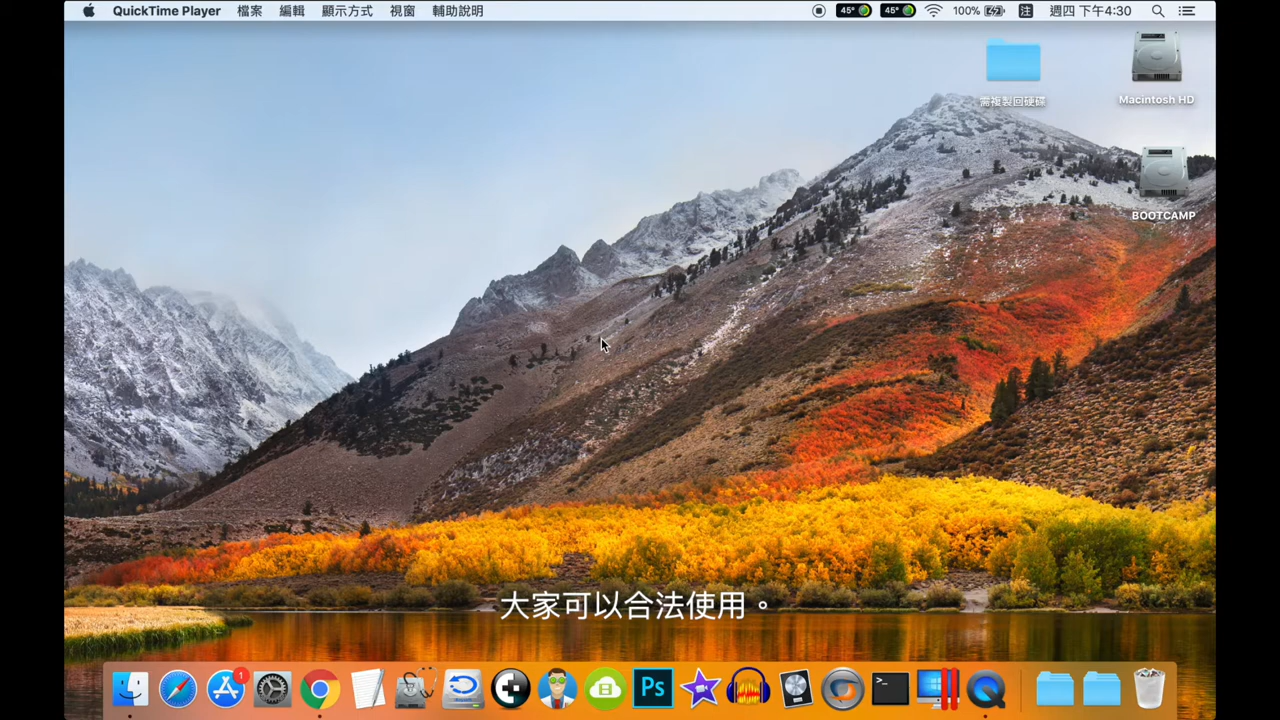 QuickTime Player 檔案 編輯 顯示方式 視窗 輔助說明 45° 45° 100% 注 週四 下午4:30
需複製回硬碟
Macintosh HD
BOOTCAMP
大家可以合法使用。
1
Ps
>_